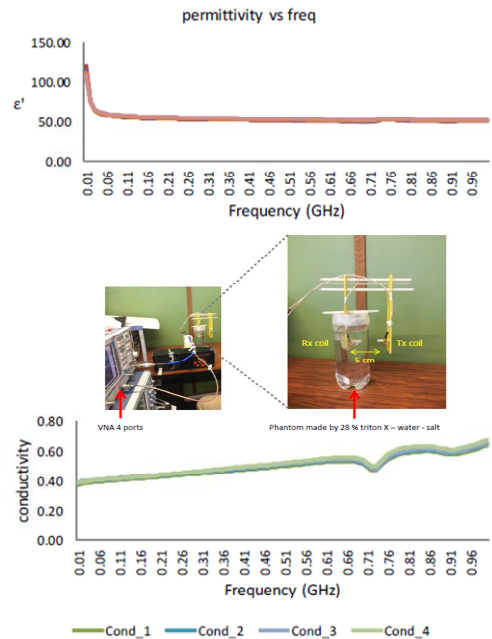 permittivity vs freq
150.00
100.00
50.00
0.00
ε'
0.01 0.06 0.11 0.16 0.21 0.26 0.31 0.36 0.41 0.46 0.51 0.56 0.61 0.66 0.71 0.76 0.81 0.86 0.91 0.96
Frequency (GHz)
Rx coil
Tx coil
5 cm
VNA 4 ports
Phantom made by 28 % triton X – water - salt
0.80
0.60
0.40
0.20
0.00
conductivity
0.01 0.06 0.11 0.16 0.21 0.26 0.31 0.36 0.41 0.46 0.51 0.56 0.61 0.66 0.71 0.76 0.81 0.86 0.91 0.96
Frequency (GHz)
Cond_1 Cond_2 Cond_3 Cond_4